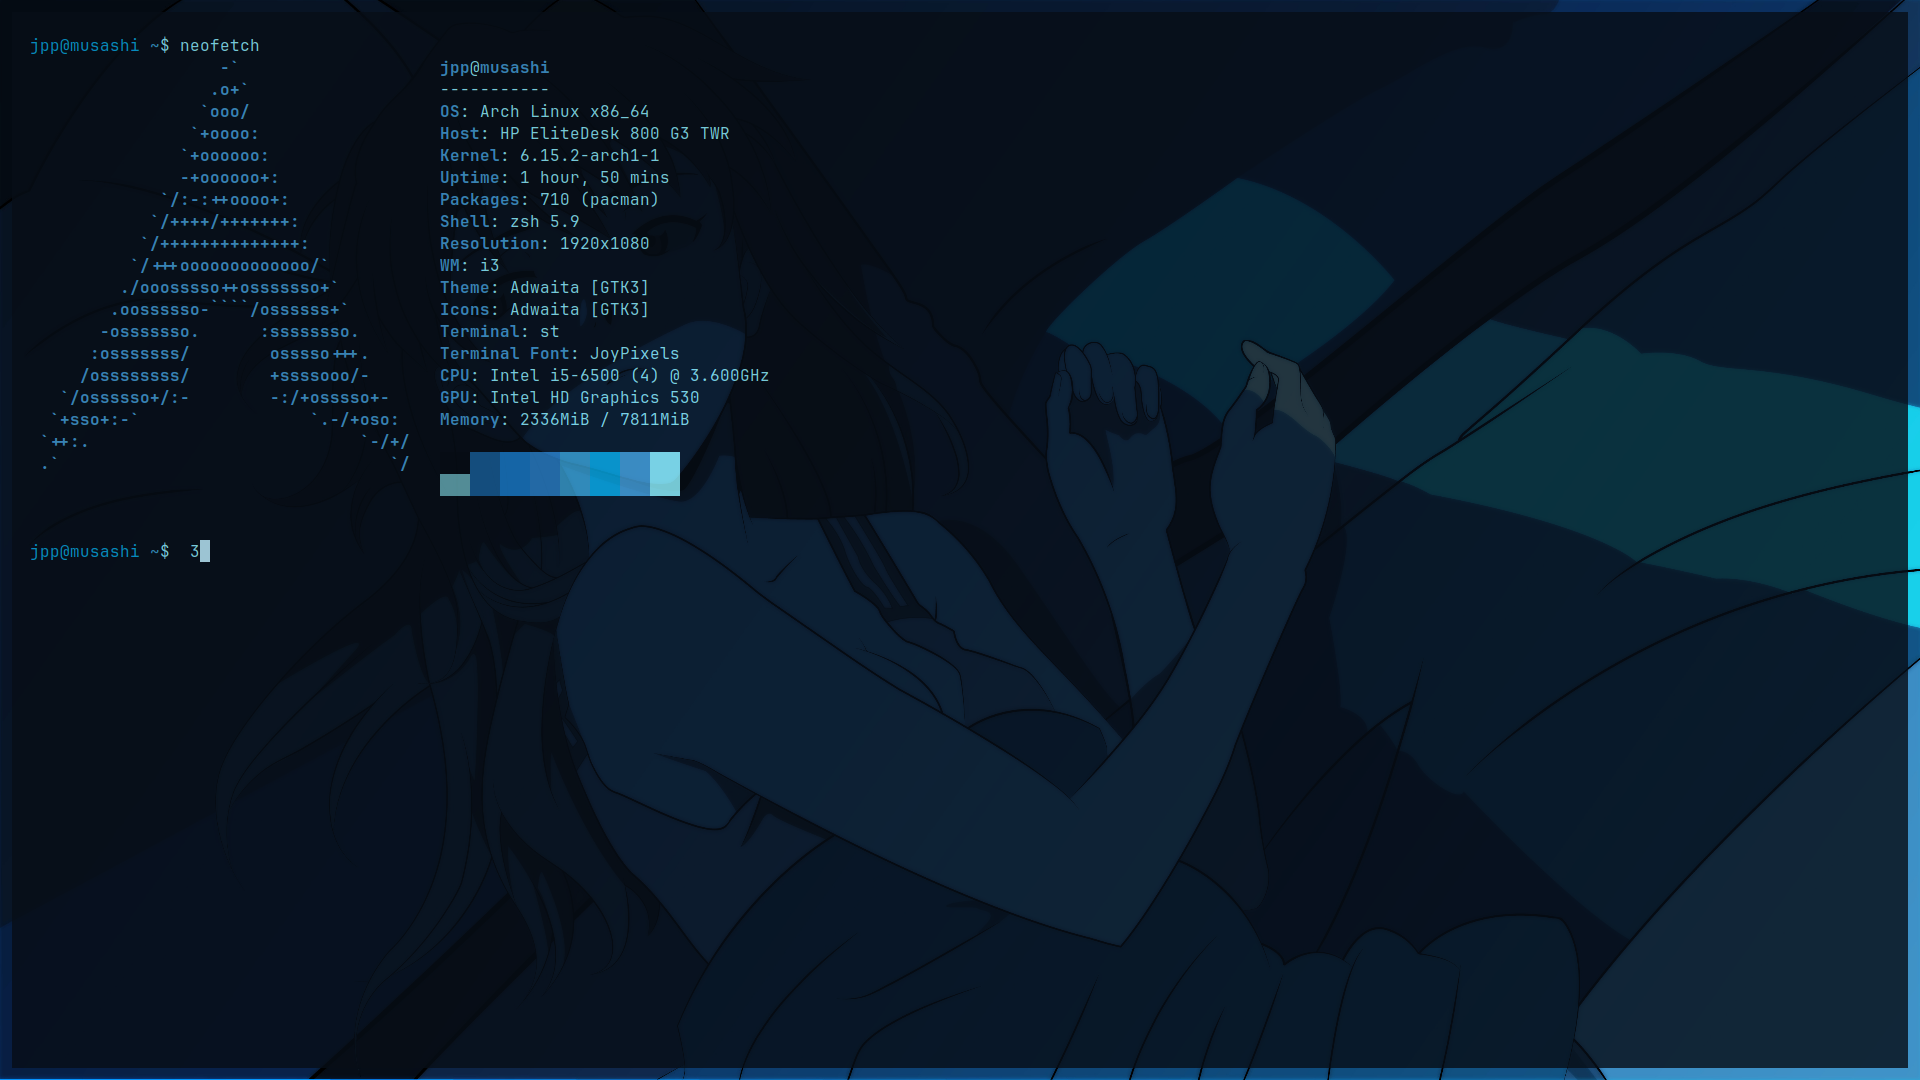 jpp@musashi ~$ neofetch
                   -`                    jpp@musashi
                  .o+`                   -----------
                 `ooo/                   OS: Arch Linux x86_64
                `+oooo:                  Host: HP EliteDesk 800 G3 TWR
               `+oooooo:                 Kernel: 6.15.2-arch1-1
               -+oooooo+:                Uptime: 1 hour, 50 mins
             `/:-:++oooo+:               Packages: 710 (pacman)
            `/++++/+++++++:              Shell: zsh 5.9
           `/++++++++++++++:             Resolution: 1920x1080
          `/+++ooooooooooooo/`           WM: i3
         ./ooosssso++osssssso+`          Theme: Adwaita [GTK3]
        .oossssso-````/ossssss+`         Icons: Adwaita [GTK3]
       -osssssso.      :ssssssso.        Terminal: st
      :osssssss/        osssso+++.       Terminal Font: JoyPixels
     /ossssssss/        +ssssooo/-       CPU: Intel i5-6500 (4) @ 3.600GHz
   `/ossssso+/:-        -:/+osssso+-     GPU: Intel HD Graphics 530
  `+sso+:-`                 `.-/+oso:    Memory: 2336MiB / 7811MiB
 `++:.                           `-/+/
 .`                                 `/
jpp@musashi ~$  3